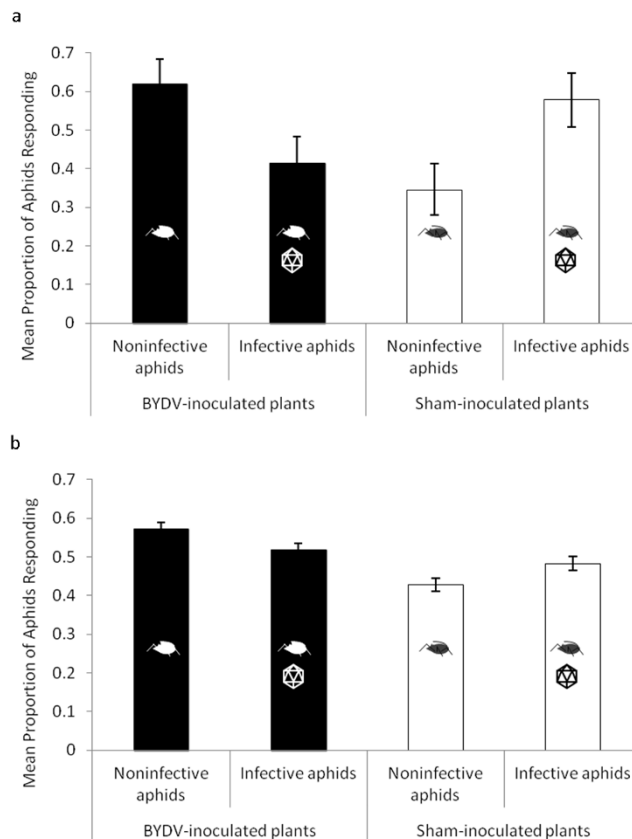 a
Mean Proportion of Aphids Responding
0.7
0.6
0.5
0.4
0.3
0.2
0.1
0
Noninfective
aphids
Infective aphids
Noninfective
aphids
Infective aphids
BYDV-inoculated plants
Sham-inoculated plants
b
Mean Proportion of Aphids Responding
0.7
0.6
0.5
0.4
0.3
0.2
0.1
0
Noninfective
aphids
Infective aphids
Noninfective
aphids
Infective aphids
BYDV-inoculated plants
Sham-inoculated plants